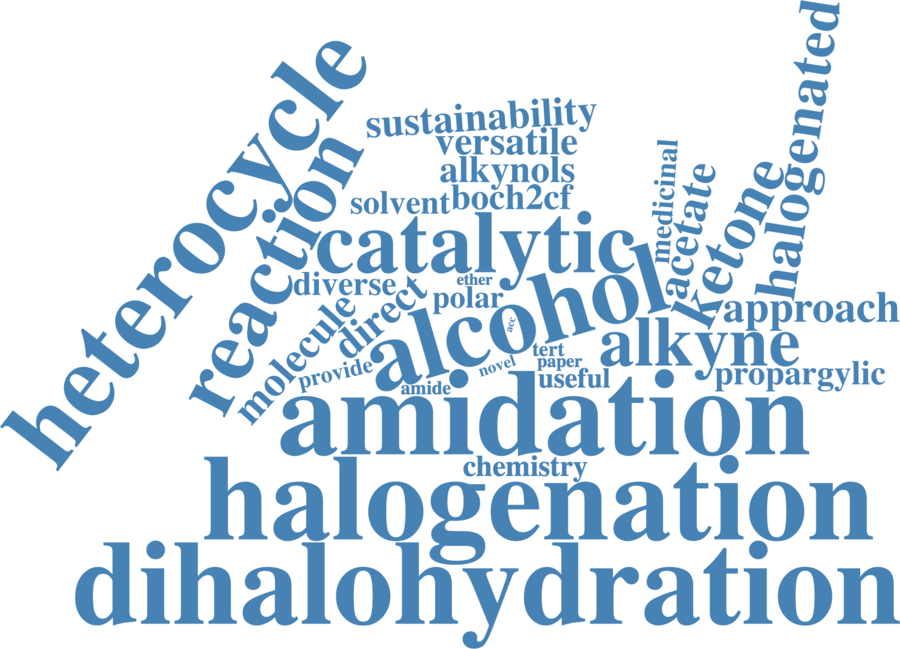 heterocycle
reaction
sustainability
versatile
alkynols
solvent
boch2cf
catalytic
medicinal
acetate
ketone
halogenated
diverse
ether
polar
direct
molecule
alcohol
acc
approach
alkyne
propargylic
provide
amide
novel
tert
paper
useful
amidation
chemistry
halogenation
dihalohydration